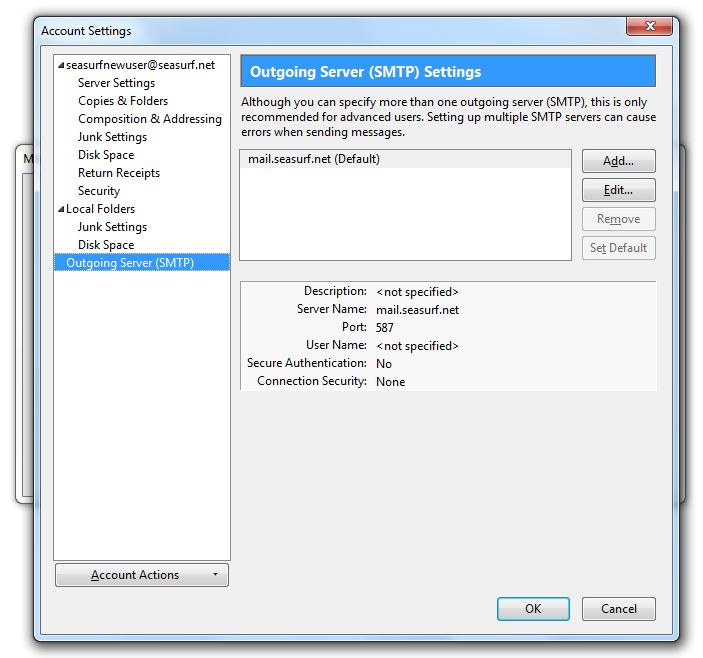 Account Settings
seasurfnewuser@seasurf.net
Server Settings
Copies & Folders
Composition & Addressing
Junk Settings
Disk Space
Return Receipts
Security
Local Folders
Junk Settings
Disk Space
Outgoing Server (SMTP)
Account Actions
Outgoing Server (SMTP) Settings
Although you can specify more than one outgoing server (SMTP), this is only
recommended for advanced users. Setting up multiple SMTP servers can cause
errors when sending messages.
mail.seasurf.net (Default)
Add...
Edit...
Remove
Set Default
Description: <not specified>
Server Name: mail.seasurf.net
Port: 587
User Name: <not specified>
Secure Authentication: No
Connection Security: None
OK
Cancel
M